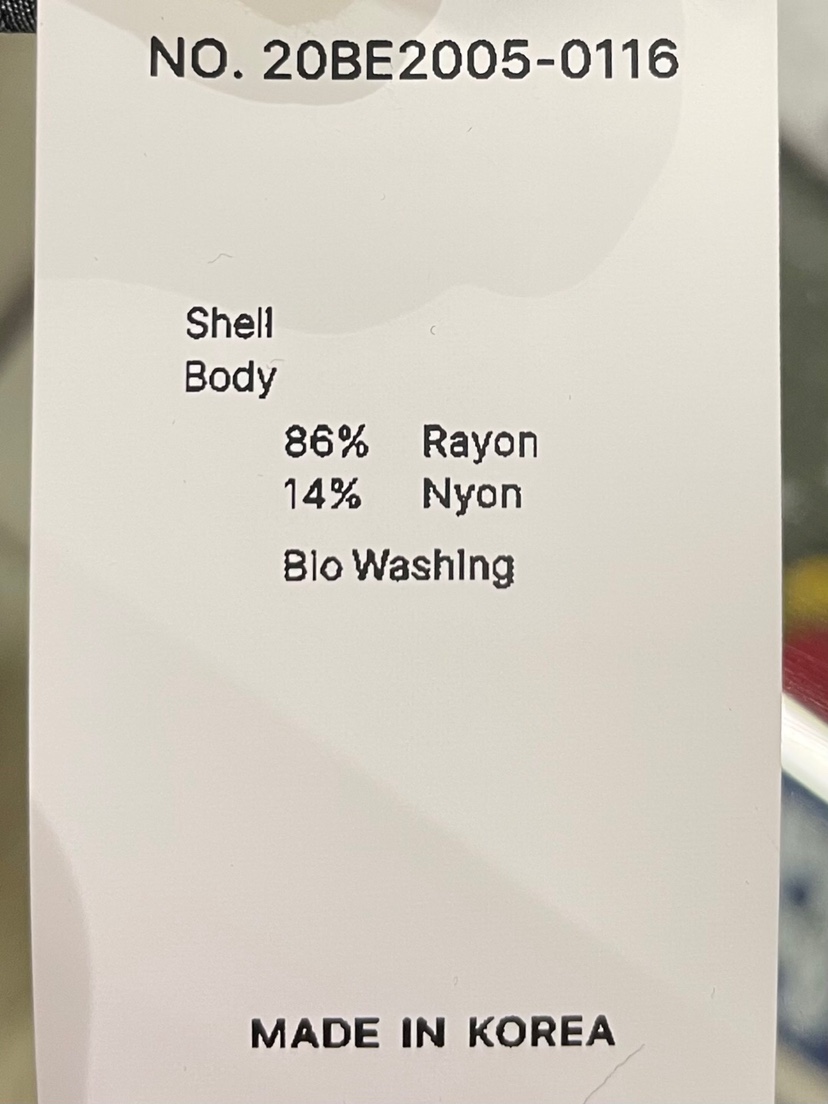 NO. 20BE2005-0116
Shell
Body
86% Rayon
14% Nyon
Bio Washing
MADE IN KOREA